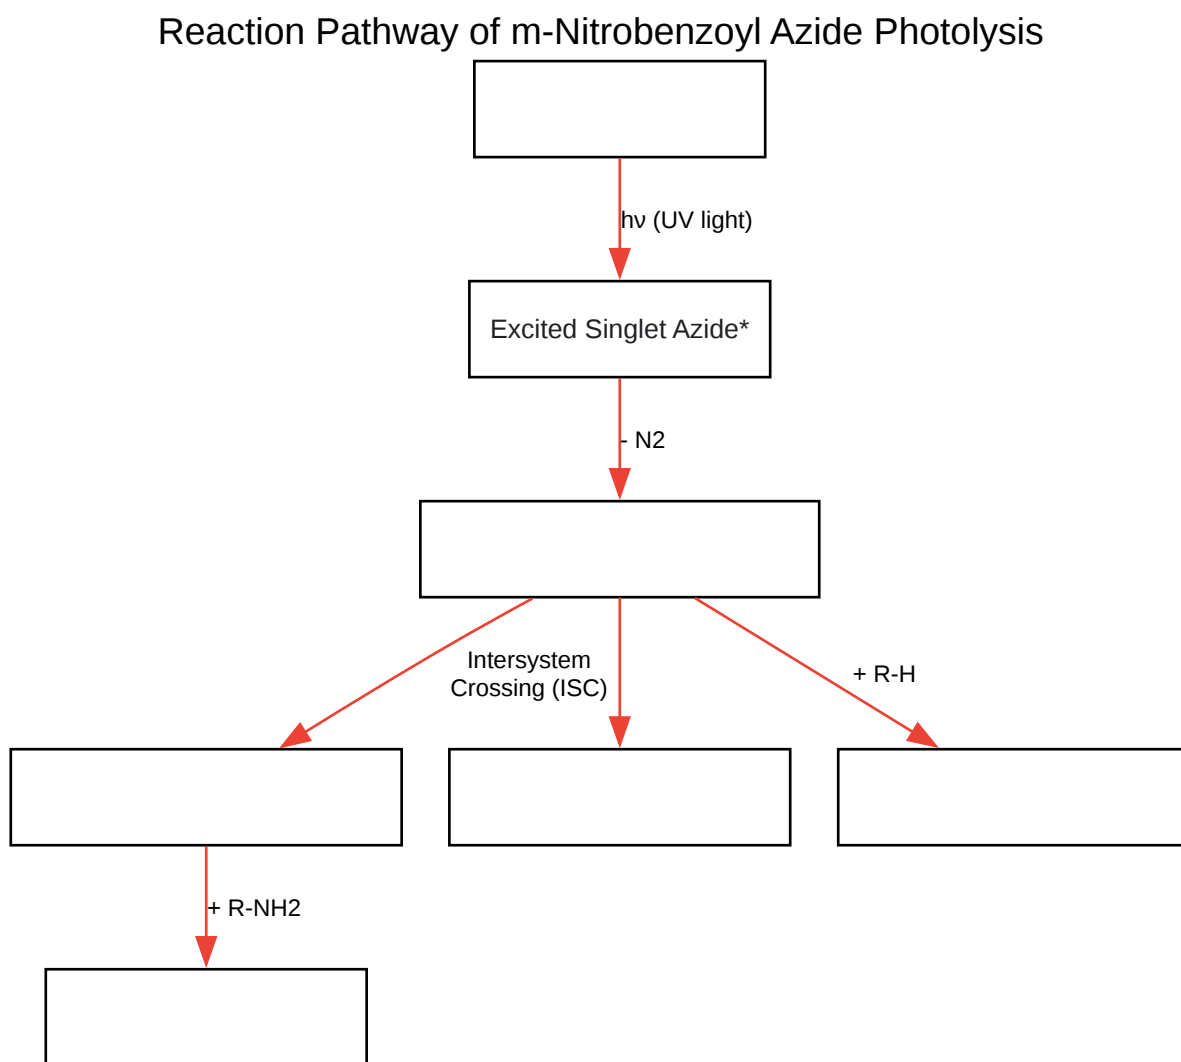 Reaction Pathway of m-Nitrobenzoyl Azide Photolysis
hν (UV light)
Excited Singlet Azide*
- N2
Intersystem
Crossing (ISC)
+ R-H
+ R-NH2